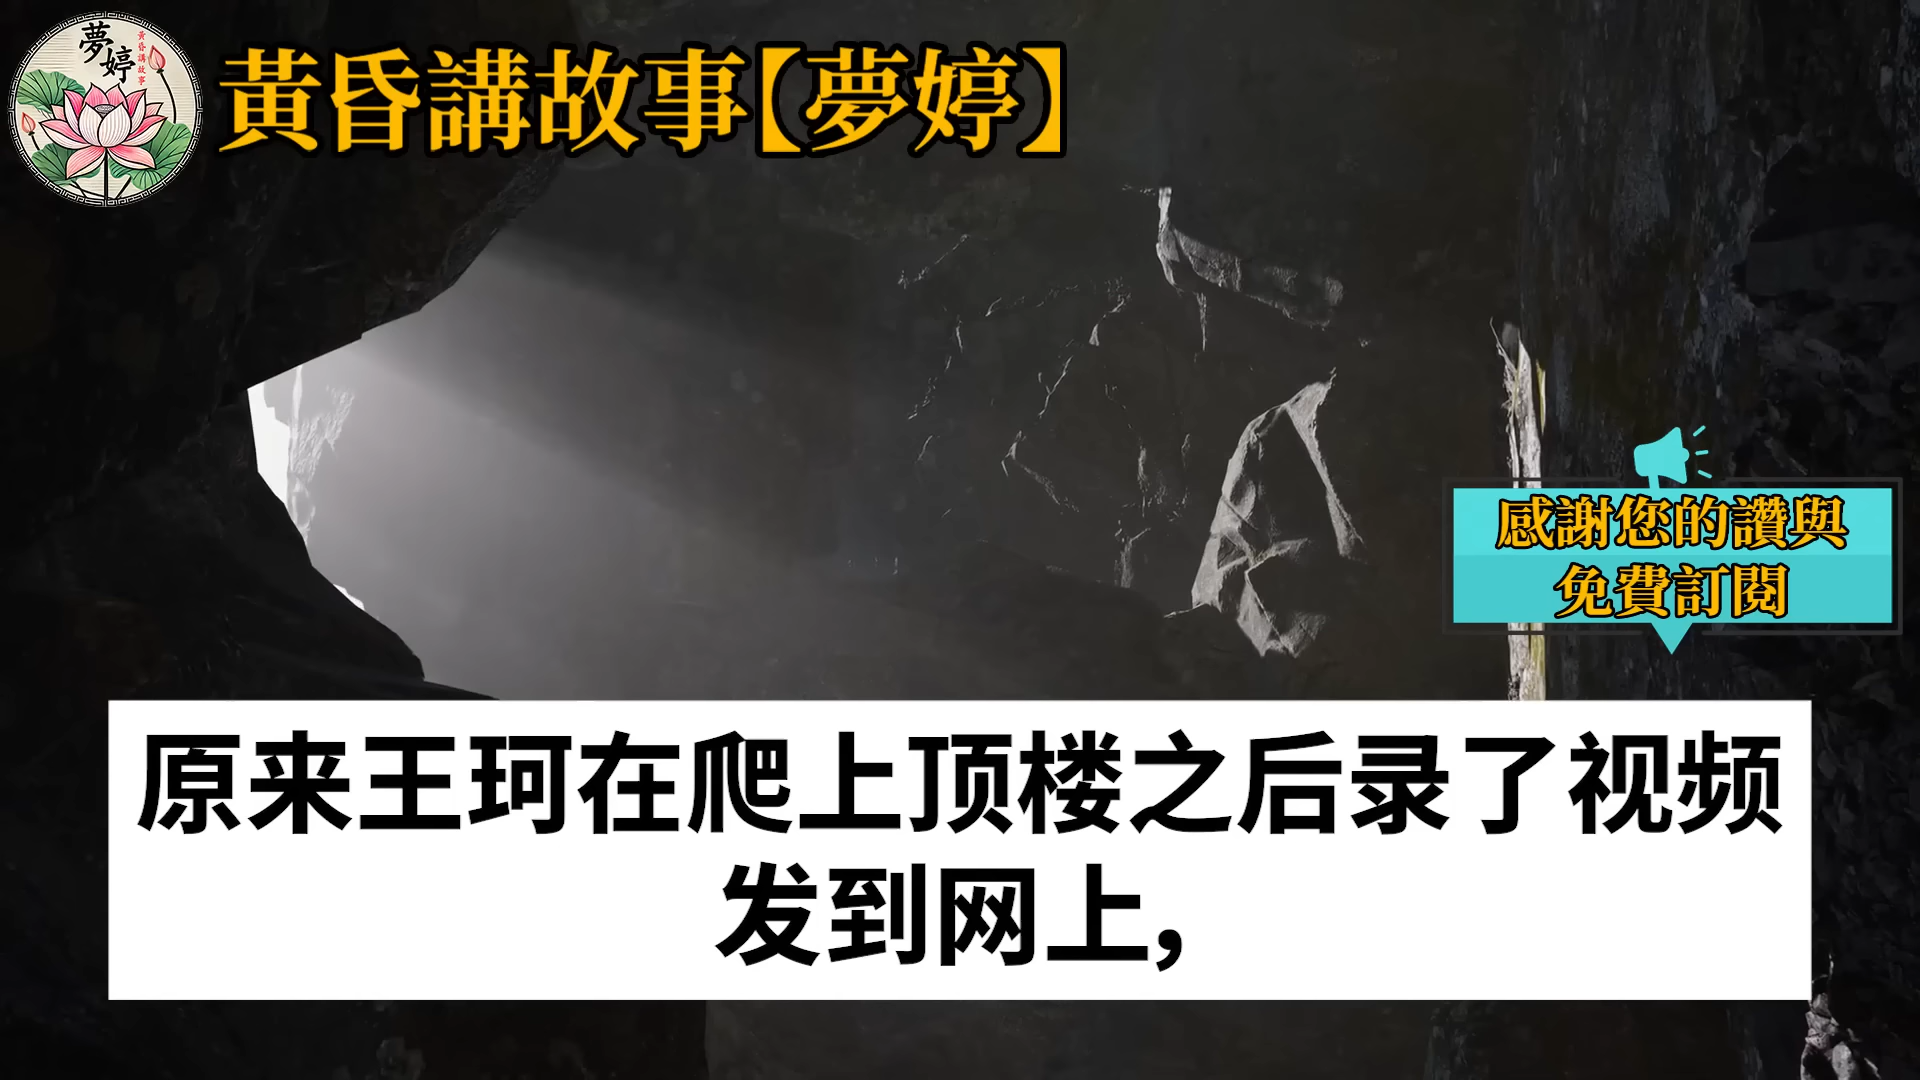 夢婷
黃昏講故事
黃昏講故事【夢婷】
感謝您的讚與
免費訂閱
原来王珂在爬上顶楼之后录了视频
发到网上,